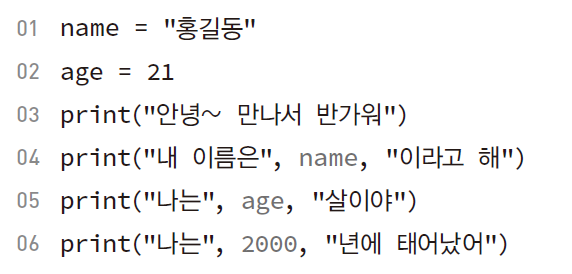 01 name = "홍길동"
02 age = 21
03 print("안녕~ 만나서 반가워")
04 print("내 이름은", name, "이라고 해")
05 print("나는", age, "살이야")
06 print("나는", 2000, "년에 태어났어")